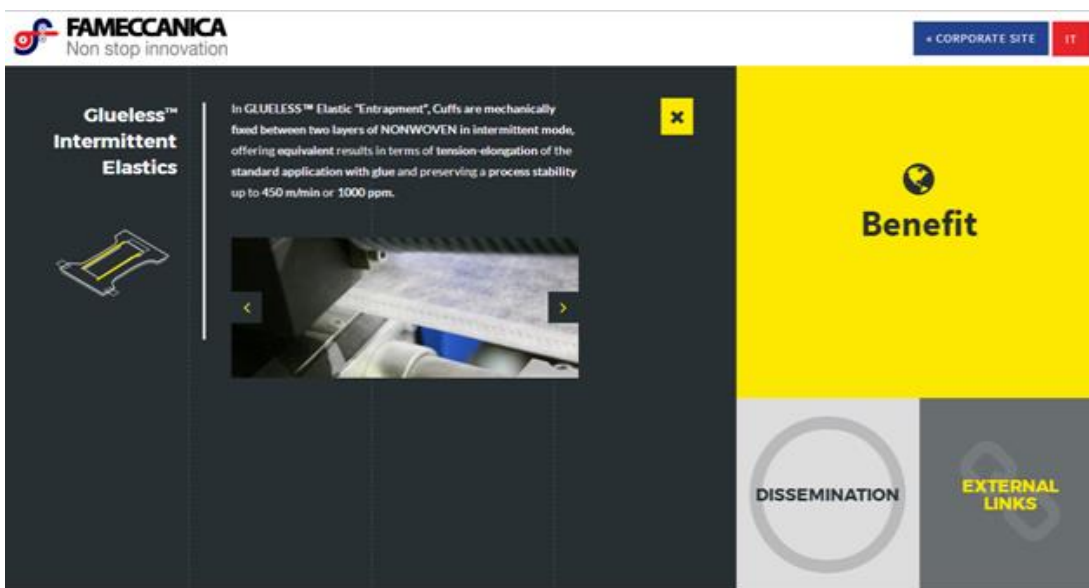 FAMECCANICA
Non stop innovation
« CORPORATE SITE
IT
Glueless™
Intermittent
Elastics
In GLUELESS™ Elastic "Entrapment", Cuffs are mechanically
fixed between two layers of NONWOVEN in intermittent mode,
offering equivalent results in terms of tension-elongation of the
standard application with glue and preserving a process stability
up to 450 m/min or 1000 ppm.
Benefit
DISSEMINATION
EXTERNAL
LINKS